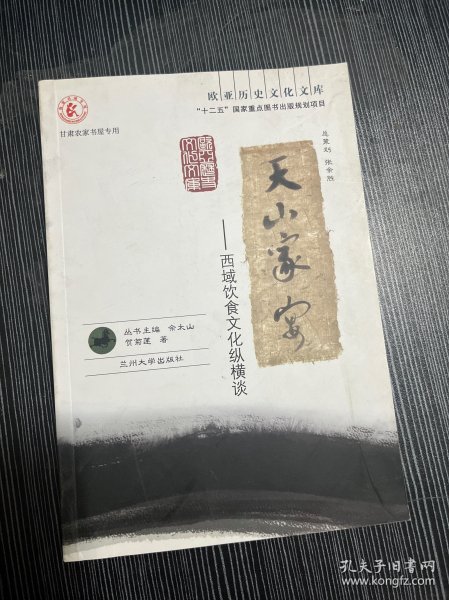 欧亚历史文化文库
"十二五"国家重点图书出版规划项目
甘肃农家书屋专用
总策划 张余胜
天山家宴
——西域饮食文化纵横谈
丛书主编 余太山
贺菊莲 著
兰州大学出版社
孔夫子旧书网
www.kongfz.com